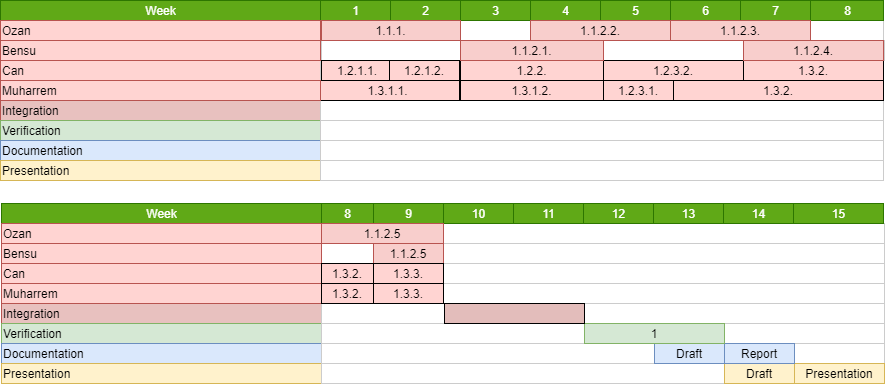 Week 1 2 3 4 5 6 7 8
Ozan 1.1.1. 1.1.2.2. 1.1.2.3.
Bensu 1.1.2.1. 1.1.2.4.
Can 1.2.1.1. 1.2.1.2. 1.2.2. 1.2.3.2. 1.3.2.
Muharrem 1.3.1.1. 1.3.1.2. 1.2.3.1. 1.3.2.
Integration
Verification
Documentation
Presentation
Week 8 9 10 11 12 13 14 15
Ozan 1.1.2.5
Bensu 1.1.2.5
Can 1.3.2. 1.3.3.
Muharrem 1.3.2. 1.3.3.
Integration
Verification 1
Documentation Draft Report
Presentation Draft Presentation